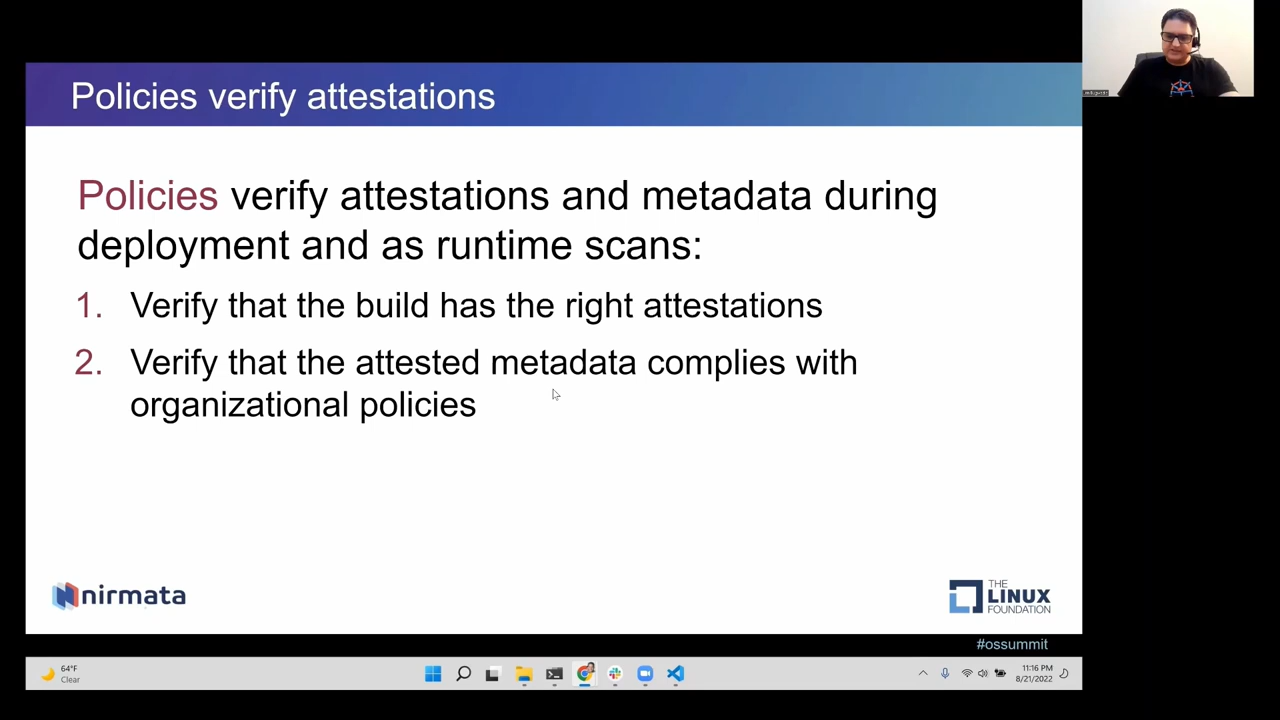 Policies verify attestations
Policies verify attestations and metadata during
deployment and as runtime scans:
1. Verify that the build has the right attestations
2. Verify that the attested metadata complies with
organizational policies
nirmata
THE
LINUX
FOUNDATION
#ossummit
64°F
Clear
11:16 PM
8/21/2022